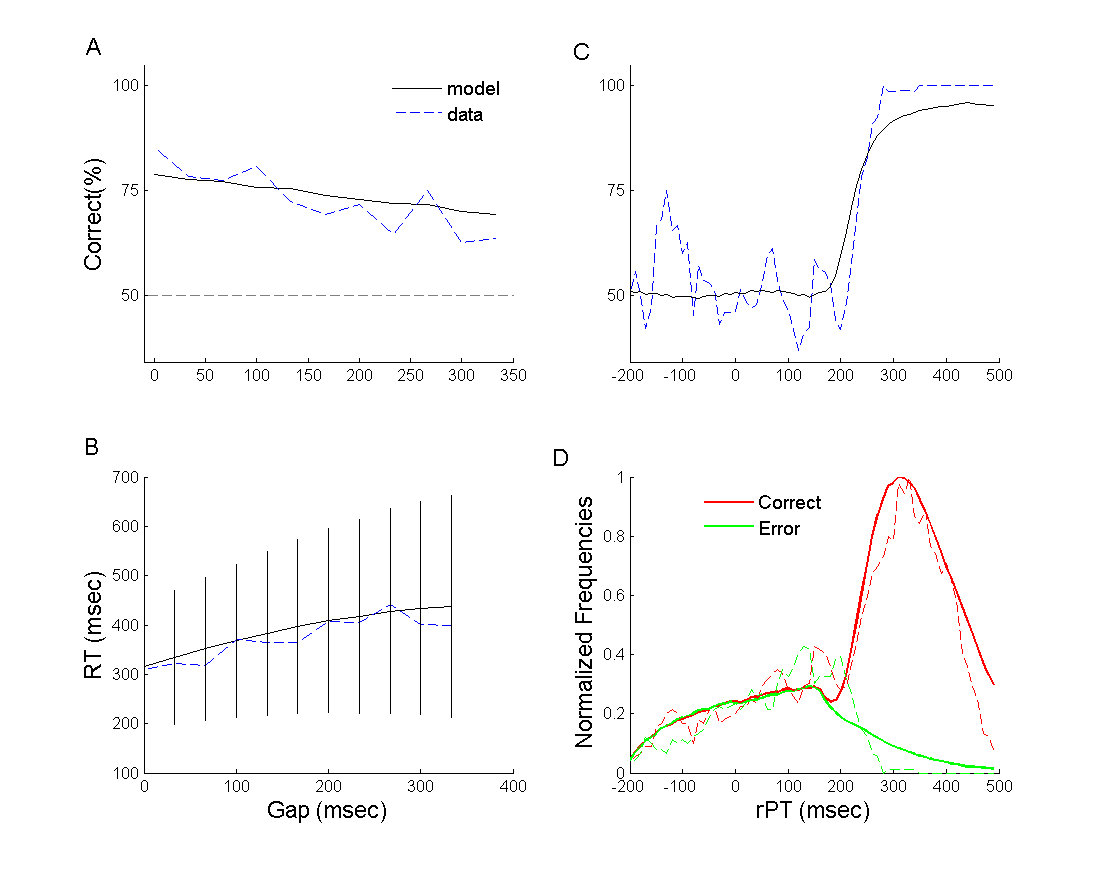 A
100
75
50
Correct(%)
model
data
0 50 100 150 200 250 300 350
C
100
75
50
-200 -100 0 100 200 300 400 500
B
700
600
500
400
300
200
100
RT (msec)
0 100 200 300 400
Gap (msec)
D
1
0.8
0.6
0.4
0.2
0
Normalized Frequencies
Correct
Error
-200 -100 0 100 200 300 400 500
rPT (msec)